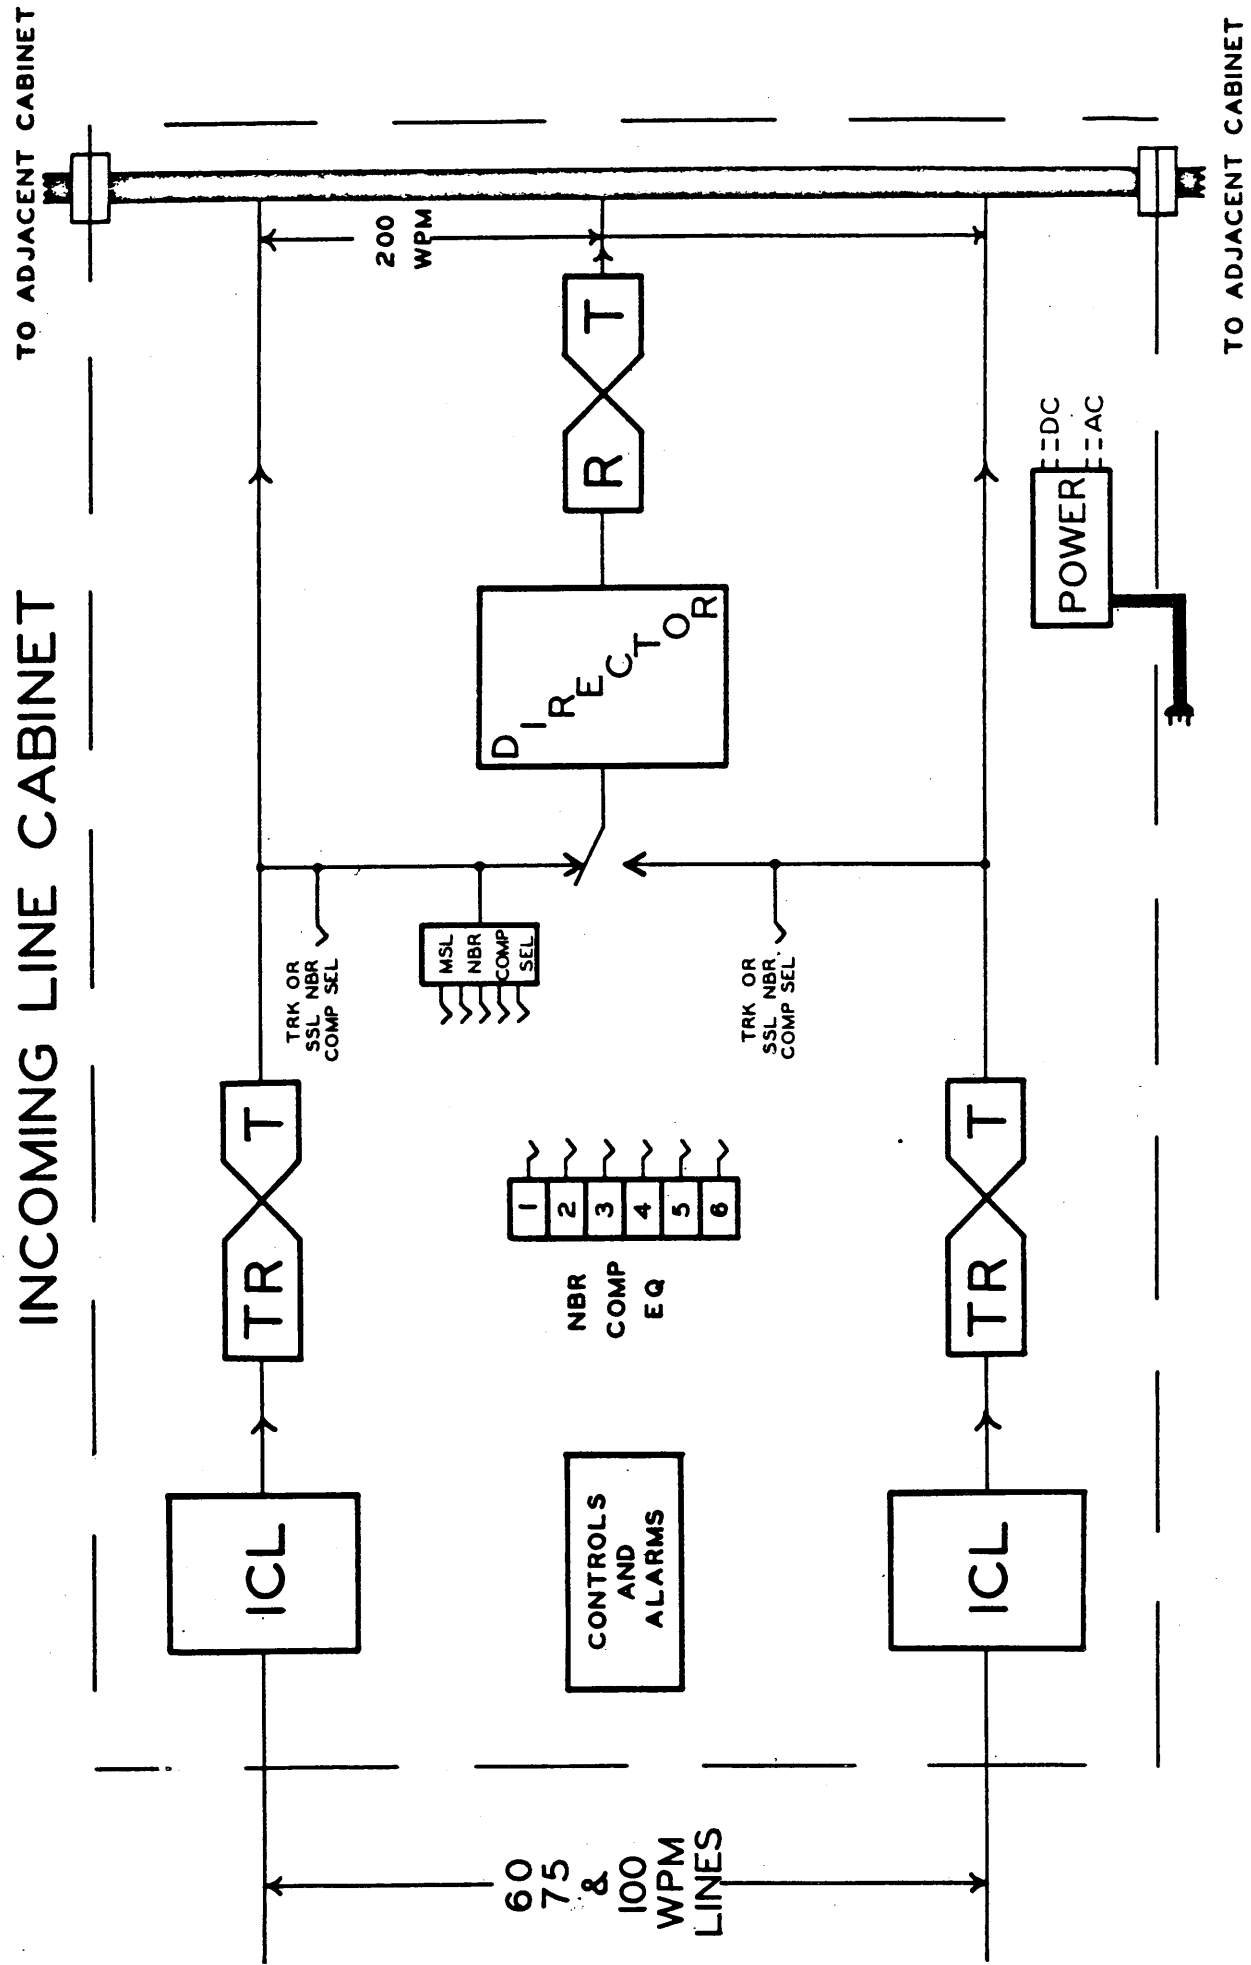 INCOMING LINE CABINET
TO ADJACENT CABINET
60
75
&
100
WPM
LINES
ICL
TR
T
TRK OR
SSL NBR
COMP SEL
200
WPM
CONTROLS
AND
ALARMS
NBR
COMP
EQ
1
2
3
4
5
6
MSL
NBR
COMP
SEL
DIRECTOR
R
T
ICL
TR
T
TRK OR
SSL NBR
COMP SEL
POWER
DC
AC
TO ADJACENT CABINET